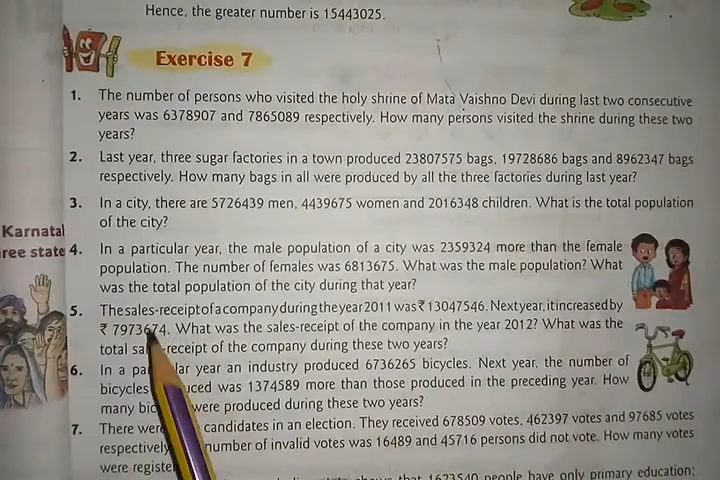 Hence, the greater number is 15443025.
Exercise 7
1. The number of persons who visited the holy shrine of Mata Vaishno Devi during last two consecutive
years was 6378907 and 7865089 respectively. How many persons visited the shrine during these two
years?
2. Last year, three sugar factories in a town produced 23807575 bags, 19728686 bags and 8962347 bags
respectively. How many bags in all were produced by all the three factories during last year?
3. In a city, there are 5726439 men, 4439675 women and 2016348 children. What is the total population
of the city?
Karnatak
ree state
4. In a particular year, the male population of a city was 2359324 more than the female
population. The number of females was 6813675. What was the male population? What
was the total population of the city during that year?
5. The sales-receipt of a company during the year 2011 was ₹ 13047546. Next year, it increased by
₹ 7973674. What was the sales-receipt of the company in the year 2012? What was the
total receipt of the company during these two years?
6. In a year an industry produced 6736265 bicycles. Next year, the number of
bicycles was 1374589 more than those produced in the preceding year. How
many were produced during these two years?
7. There candidates in an election. They received 678509 votes, 462397 votes and 97685 votes
respectively number of invalid votes was 16489 and 45716 persons did not vote. How many votes
were
that 1623540 people have only primary education;